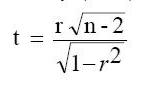 t = r √n - 2 / √1 - r²